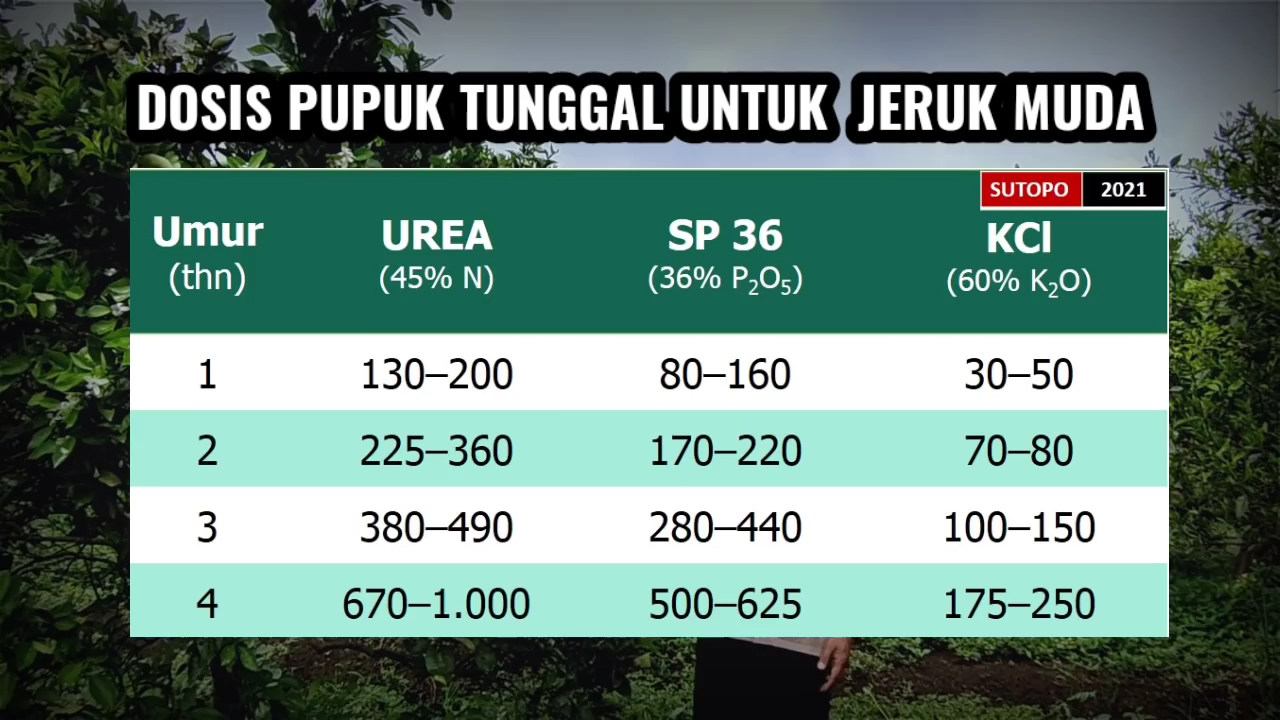 DOSIS PUPUK TUNGGAL UNTUK JERUK MUDA
SUTOPO 2021
Umur UREA SP 36 KCl
(thn) (45% N) (36% P₂O₅) (60% K₂O)
1 130–200 80–160 30–50
2 225–360 170–220 70–80
3 380–490 280–440 100–150
4 670–1.000 500–625 175–250